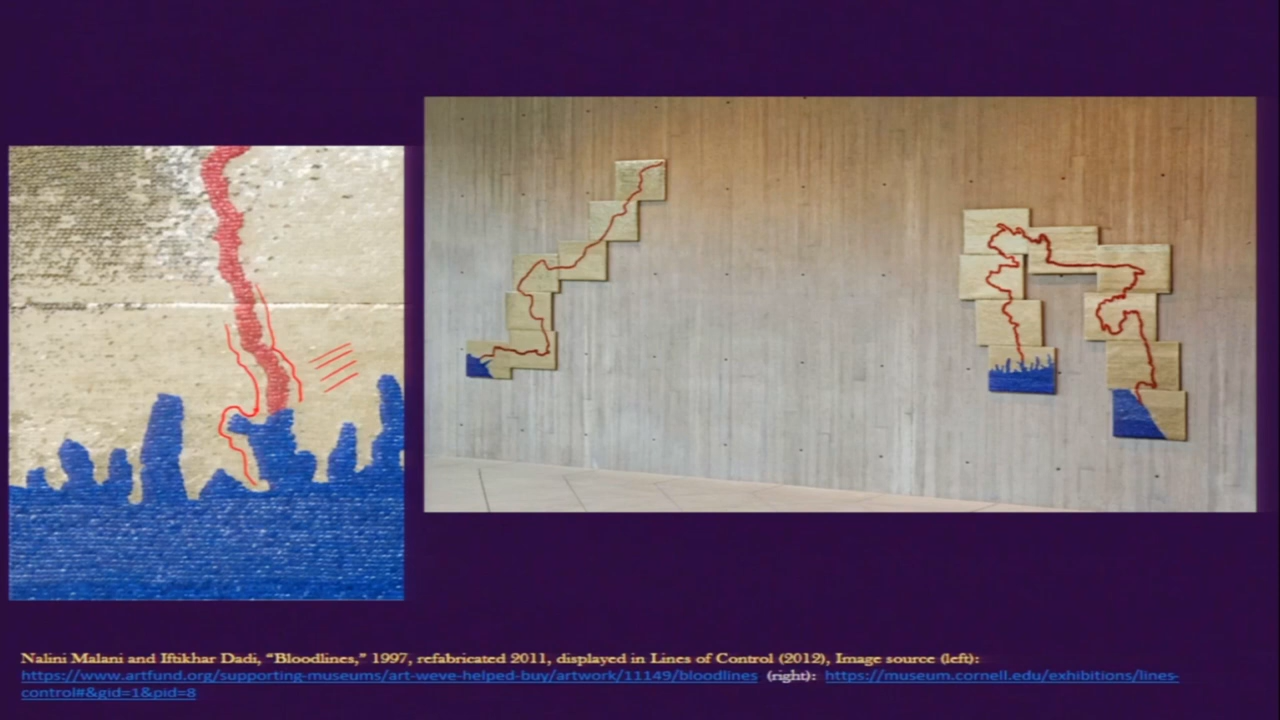 Nalini Malani and Iftikhar Dadi, “Bloodlines,” 1997, refabricated 2011, displayed in Lines of Control (2012), Image source (left):
https://www.artfund.org/supporting-museums/art-weve-helped-buy/artwork/11149/bloodlines (right): https://museum.cornell.edu/exhibitions/lines-
control#&gid=1&pid=8